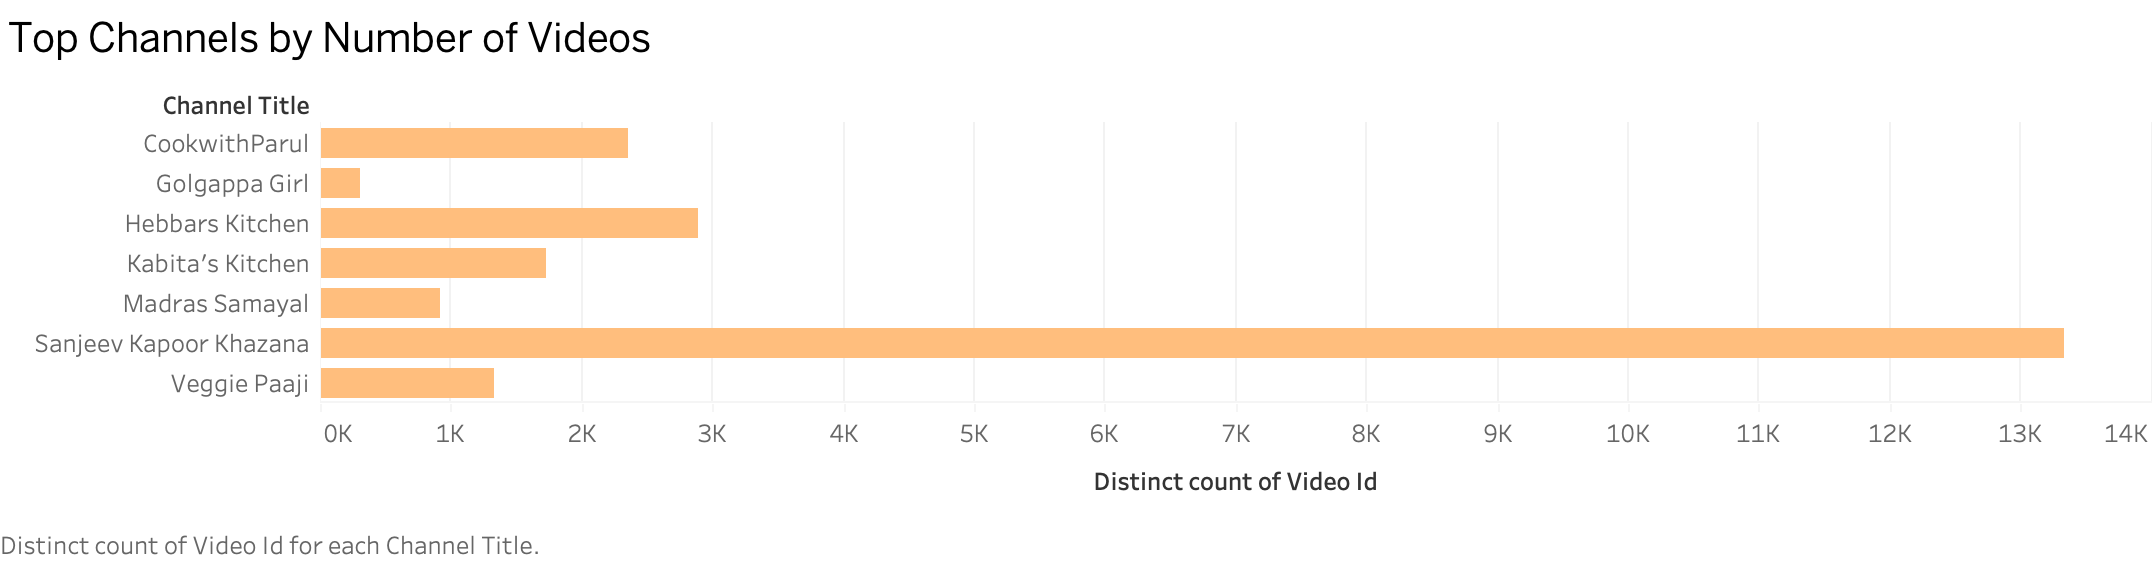 Top Channels by Number of Videos
Channel Title
CookwithParul
Golgappa Girl
Hebbars Kitchen
Kabita’s Kitchen
Madras Samayal
Sanjeev Kapoor Khazana
Veggie Paaji
0K 1K 2K 3K 4K 5K 6K 7K 8K 9K 10K 11K 12K 13K 14K
Distinct count of Video Id
Distinct count of Video Id for each Channel Title.